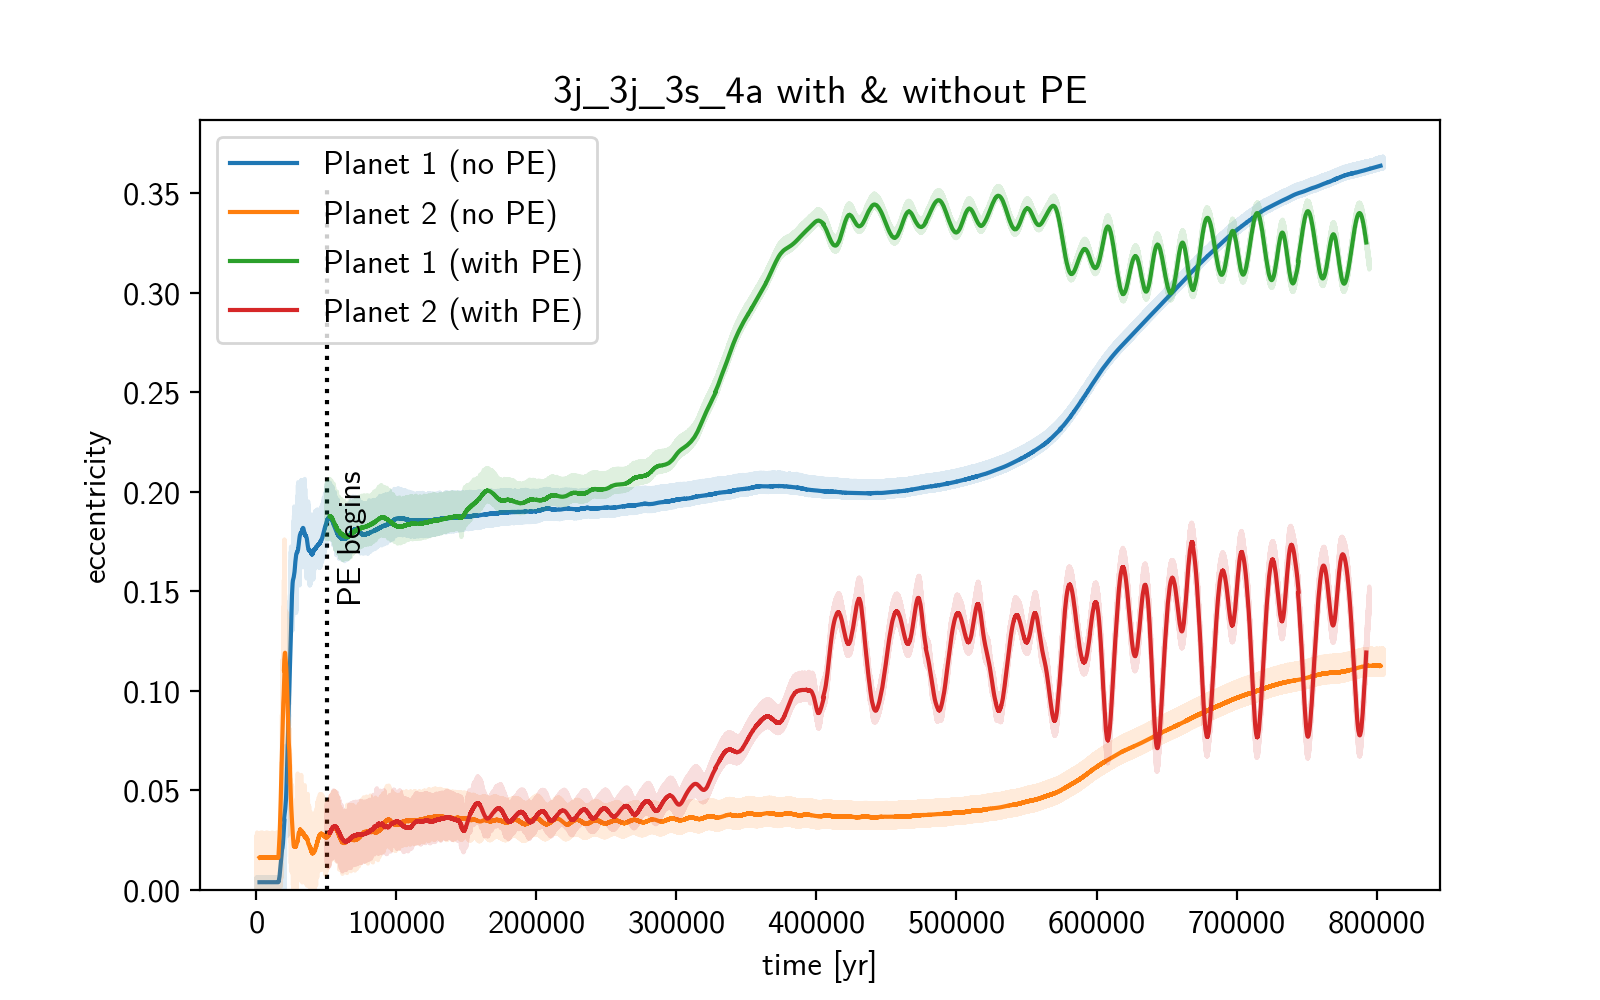 3j_3j_3s_4a with & without PE
Planet 1 (no PE)
Planet 2 (no PE)
Planet 1 (with PE)
Planet 2 (with PE)
PE begins
eccentricity
0.35
0.30
0.25
0.20
0.15
0.10
0.05
0.00
0 100000 200000 300000 400000 500000 600000 700000 800000
time [yr]